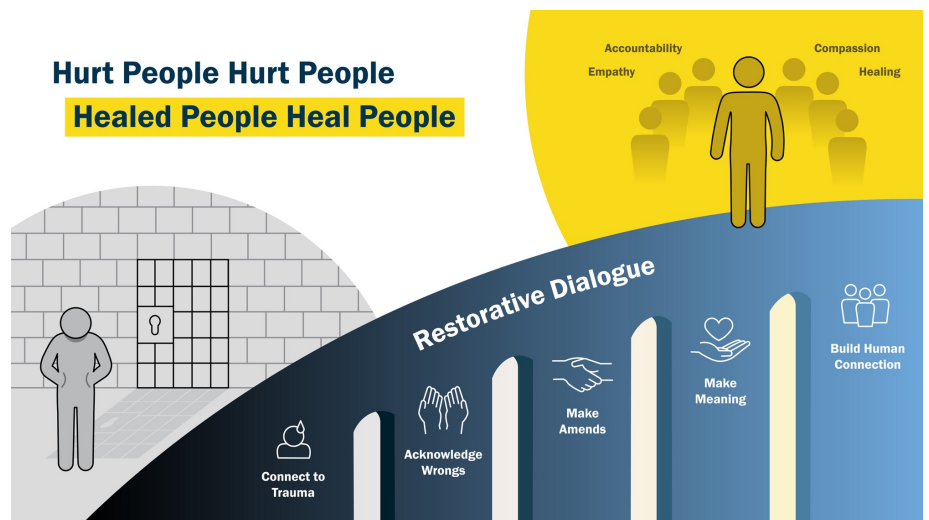 Hurt People Hurt People
Healed People Heal People
Accountability
Empathy
Compassion
Healing
Restorative Dialogue
Connect to
Trauma
Acknowledge
Wrongs
Make
Amends
Make
Meaning
Build Human
Connection